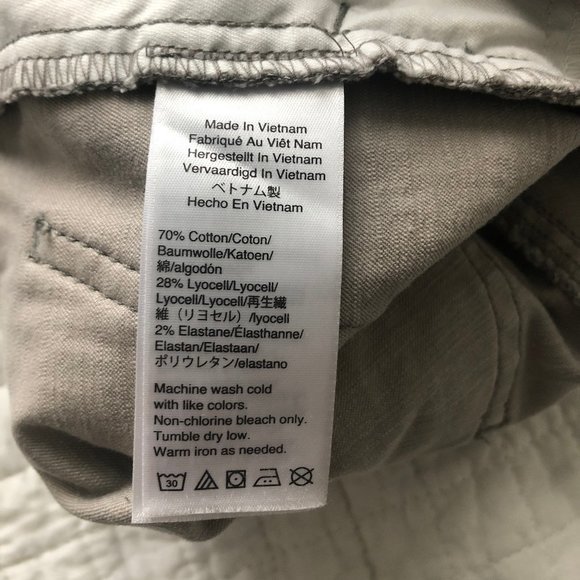 Made In Vietnam
Fabriqué Au Viêt Nam
Hergestellt In Vietnam
Vervaardigd In Vietnam
ベトナム製
Hecho En Vietnam
70% Cotton/Coton/
Baumwolle/Katoen/
綿/algodón
28% Lyocell/Lyocell/
Lyocell/Lyocell/再生繊
維（リヨセル）/lyocell
2% Elastane/Élasthanne/
Elastan/Elastaan/
ポリウレタン/elastano
Machine wash cold
with like colors.
Non-chlorine bleach only.
Tumble dry low.
Warm iron as needed.
30